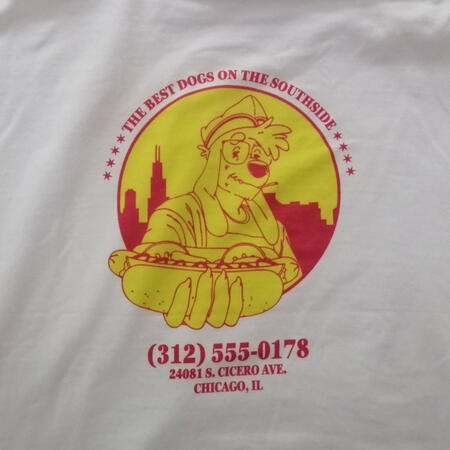 THE BEST DOGS ON THE SOUTHSIDE
(312) 555-0178
24081 S. CICERO AVE.
CHICAGO, IL